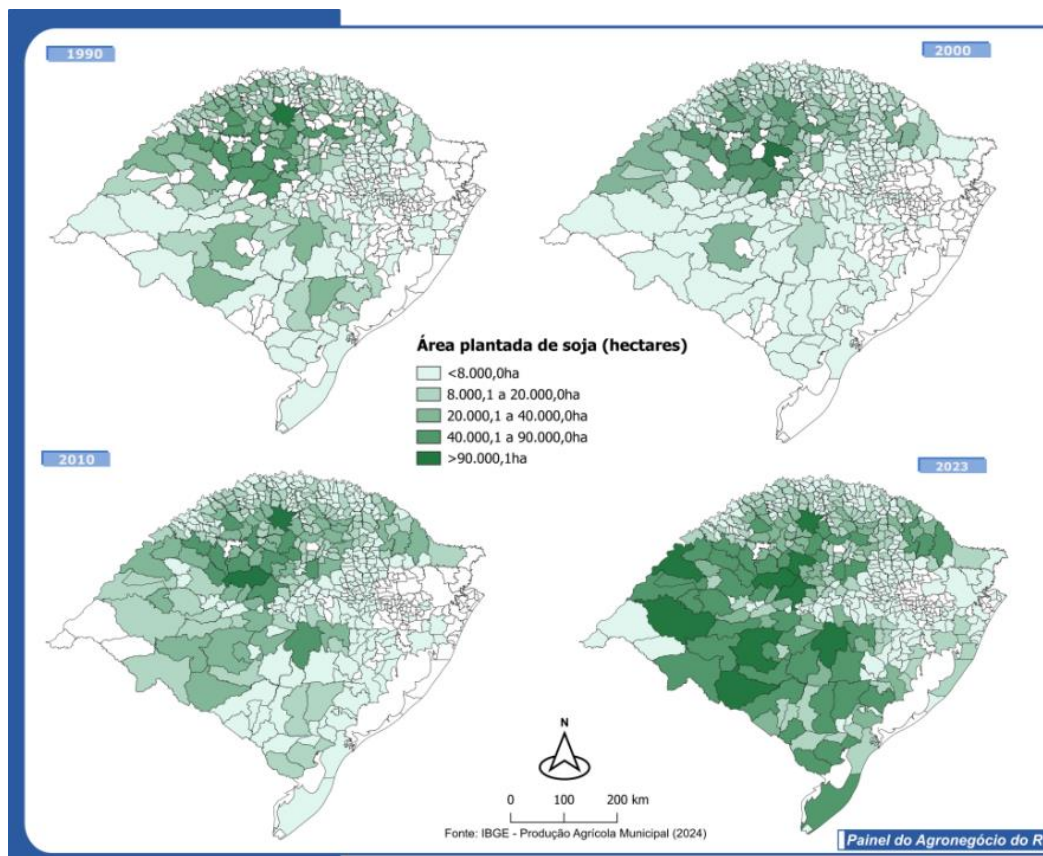 1990
2000
Área plantada de soja (hectares)
<8.000,0ha
8.000,1 a 20.000,0ha
20.000,1 a 40.000,0ha
40.000,1 a 90.000,0ha
>90.000,1ha
2010
2023
N
0 100 200 km
Fonte: IBGE - Produção Agrícola Municipal (2024)
Painel do Agronegócio do R